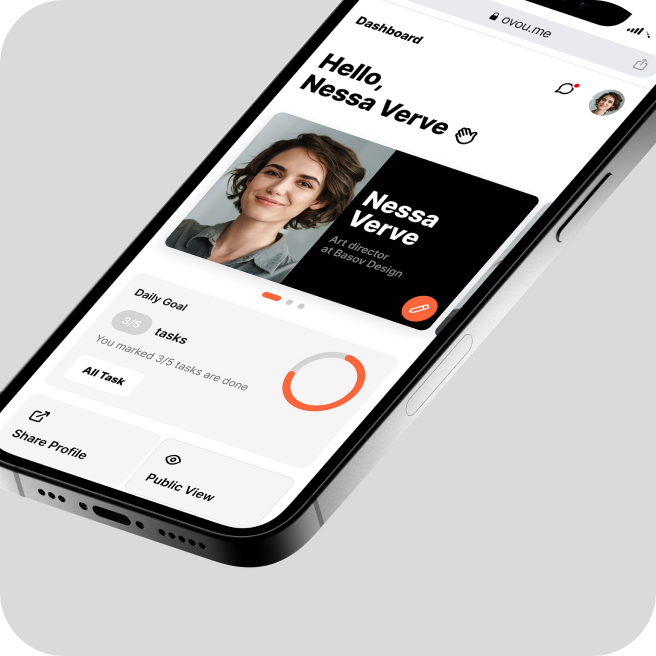 ovou.me
Dashboard
Hello,
Nessa Verve
Nessa
Verve
Art director
at Basov Design
Daily Goal
3/5 tasks
You marked 3/5 tasks are done
All Task
Share Profile
Public View